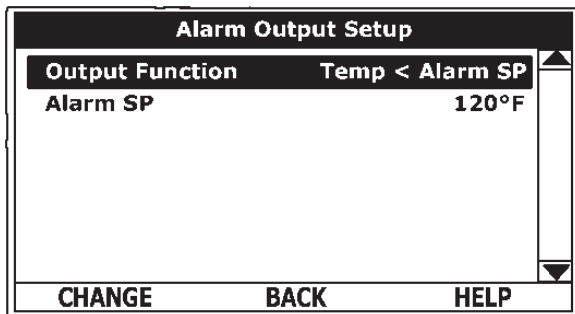 Alarm Output Setup
Output Function Temp < Alarm SP
Alarm SP 120°F
CHANGE BACK HELP